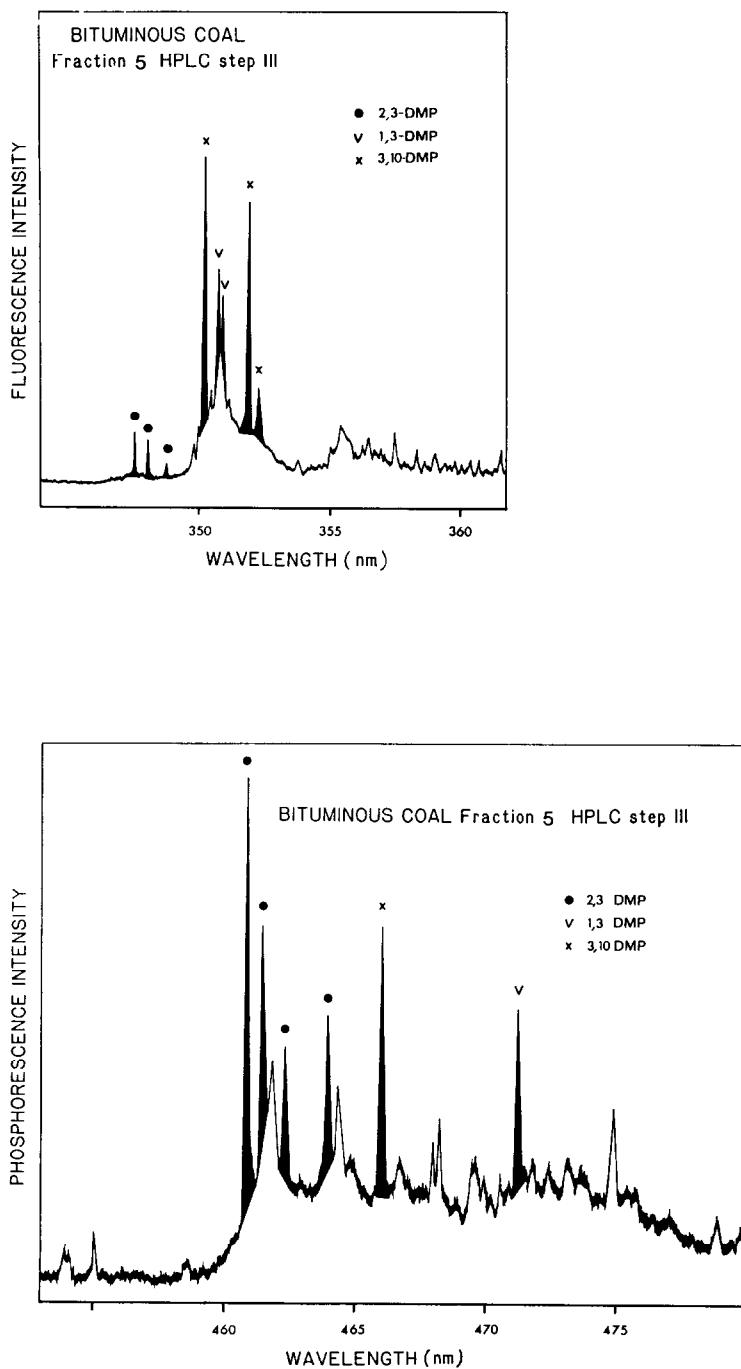 BITUMINOUS COAL
Fraction 5 HPLC step III
● 2,3-DMP
v 1,3-DMP
x 3,10-DMP
x
x
v
v
x
●
●
●
FLUORESCENCE INTENSITY
350
355
360
WAVELENGTH (nm)
●
BITUMINOUS COAL Fraction 5 HPLC step III
● 2,3 DMP
v 1,3 DMP
x 3,10 DMP
●
x
●
v
●
PHOSPHORESCENCE INTENSITY
460
465
470
475
WAVELENGTH (nm)